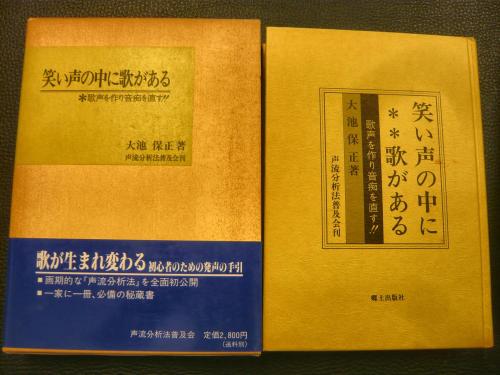 笑い声の中に歌がある
＊歌声を作り音痴を直す!!
大池 保正著
声流分析法普及会刊
歌が生まれ変わる 初心者のための発声の手引
■画期的な『声流分析法』を全面初公開
■一家に一冊、必備の秘蔵書
声流分析法普及会 定価2,800円
(送料別)
笑い声の中に
＊＊歌がある
歌声を作り音痴を直す!!
大池 保正著
声流分析法普及会刊
郷土出版社